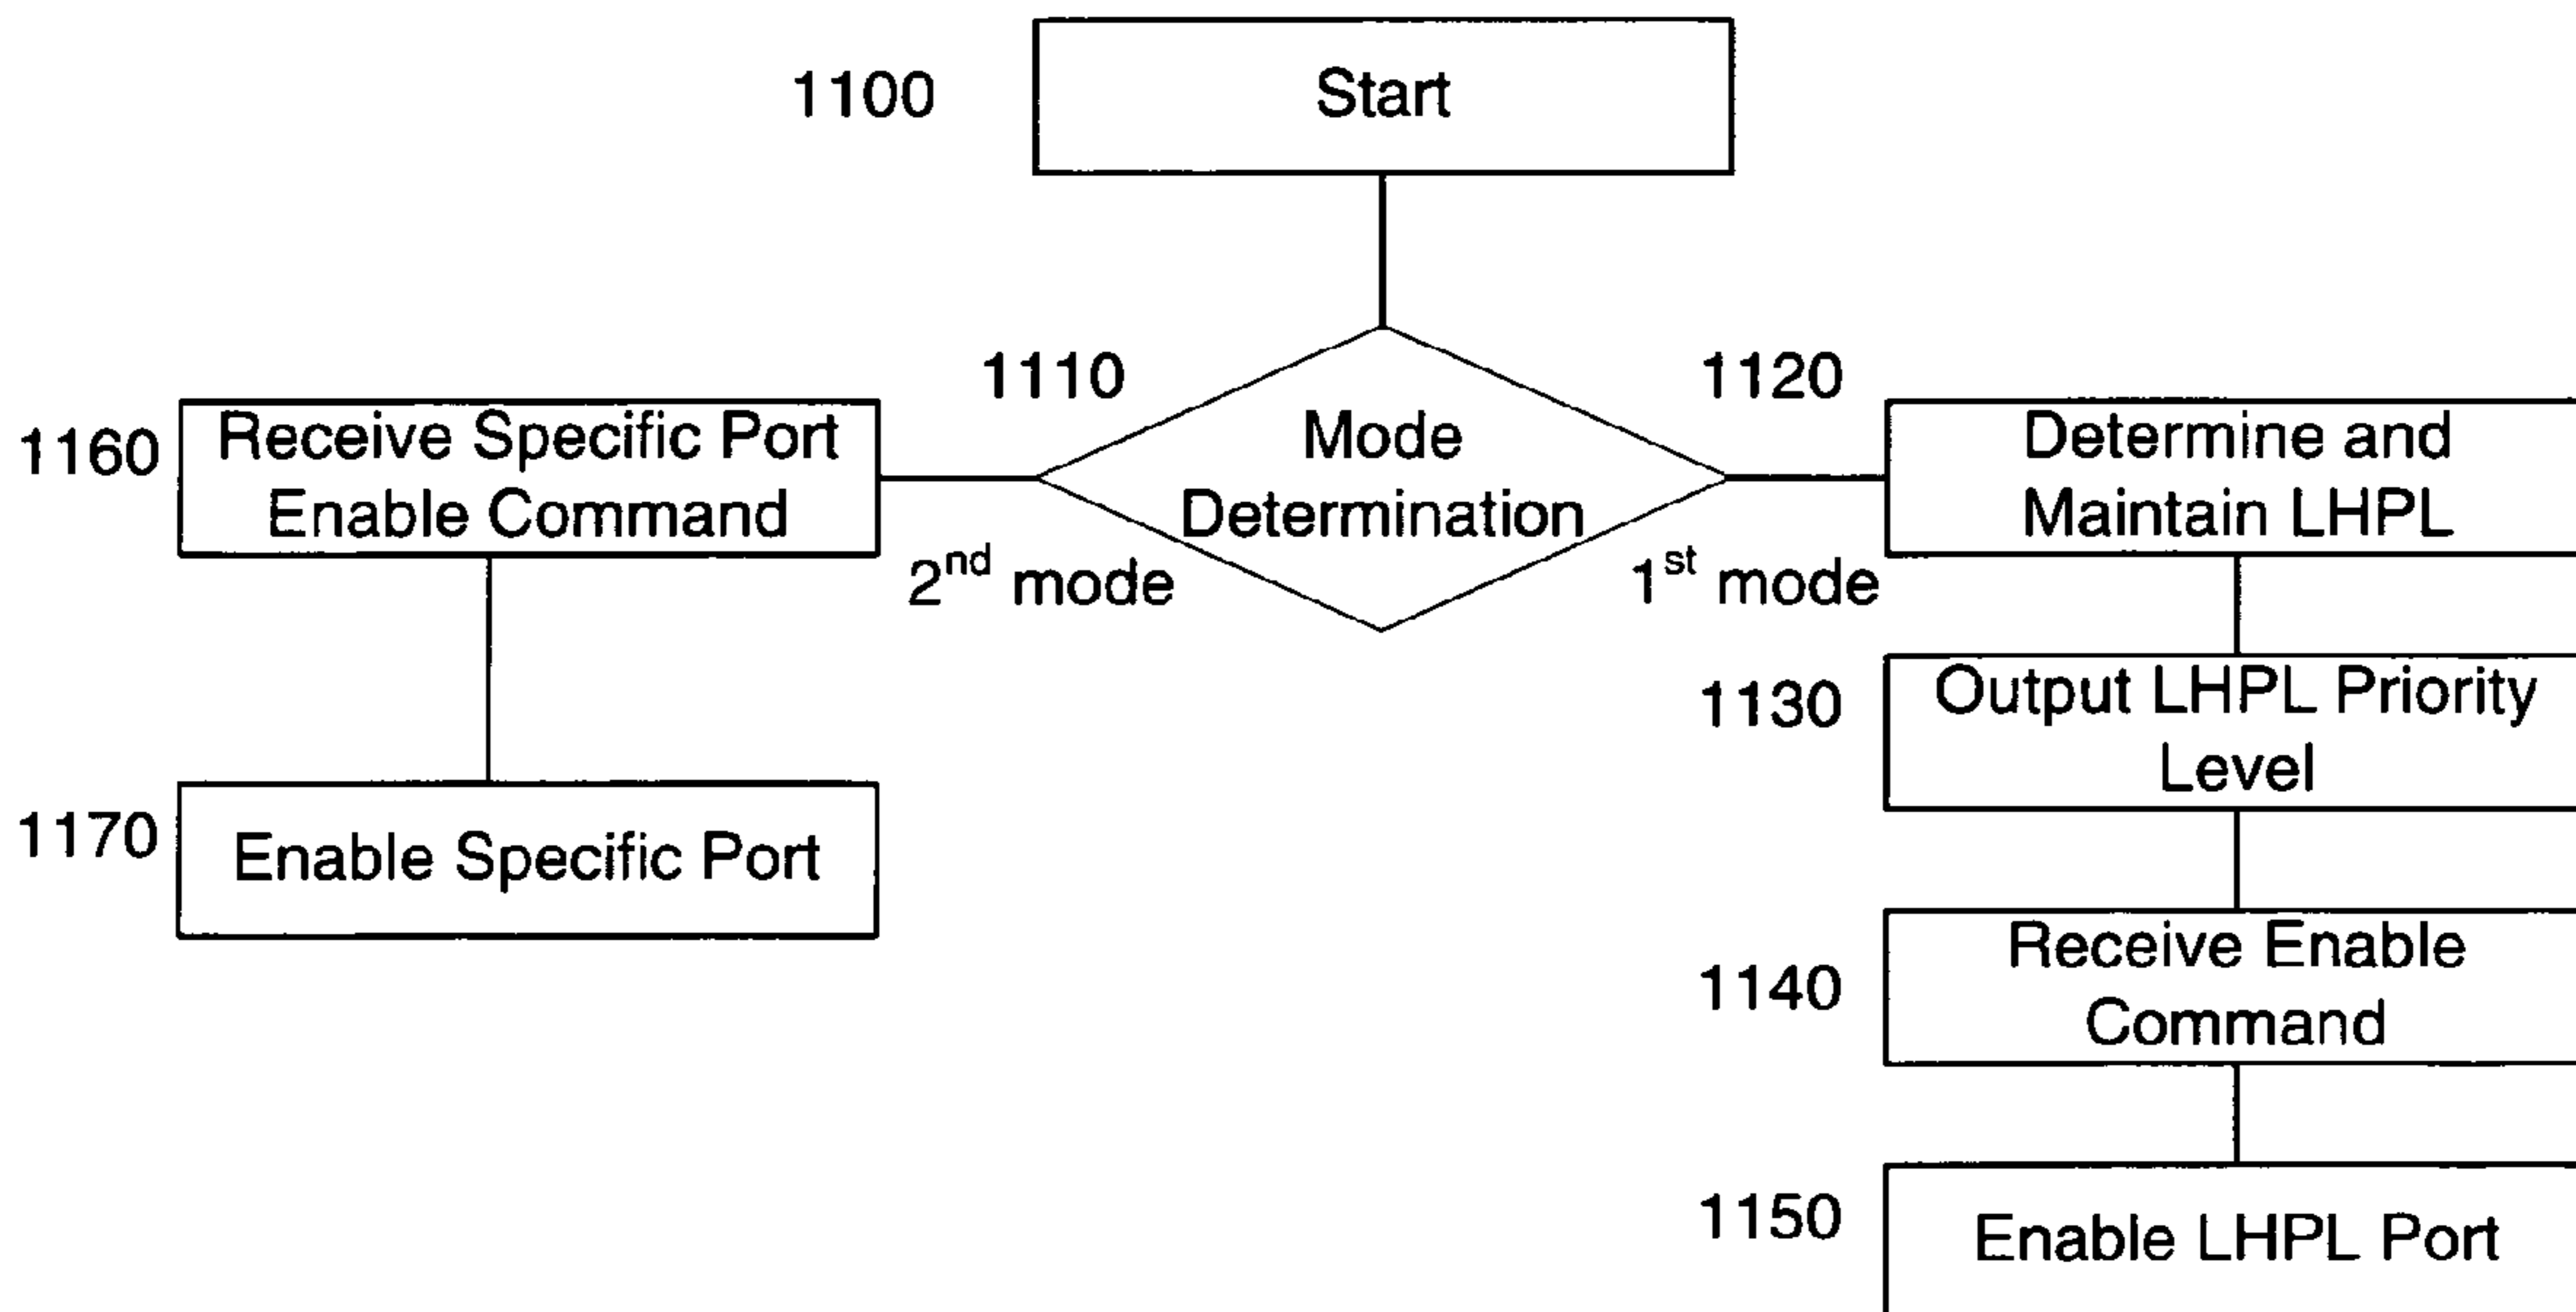 1100
Start
1110
Mode
Determination
2nd mode
1st mode
1160
Receive Specific Port
Enable Command
1170
Enable Specific Port
1120
Determine and
Maintain LHPL
1130
Output LHPL Priority
Level
1140
Receive Enable
Command
1150
Enable LHPL Port